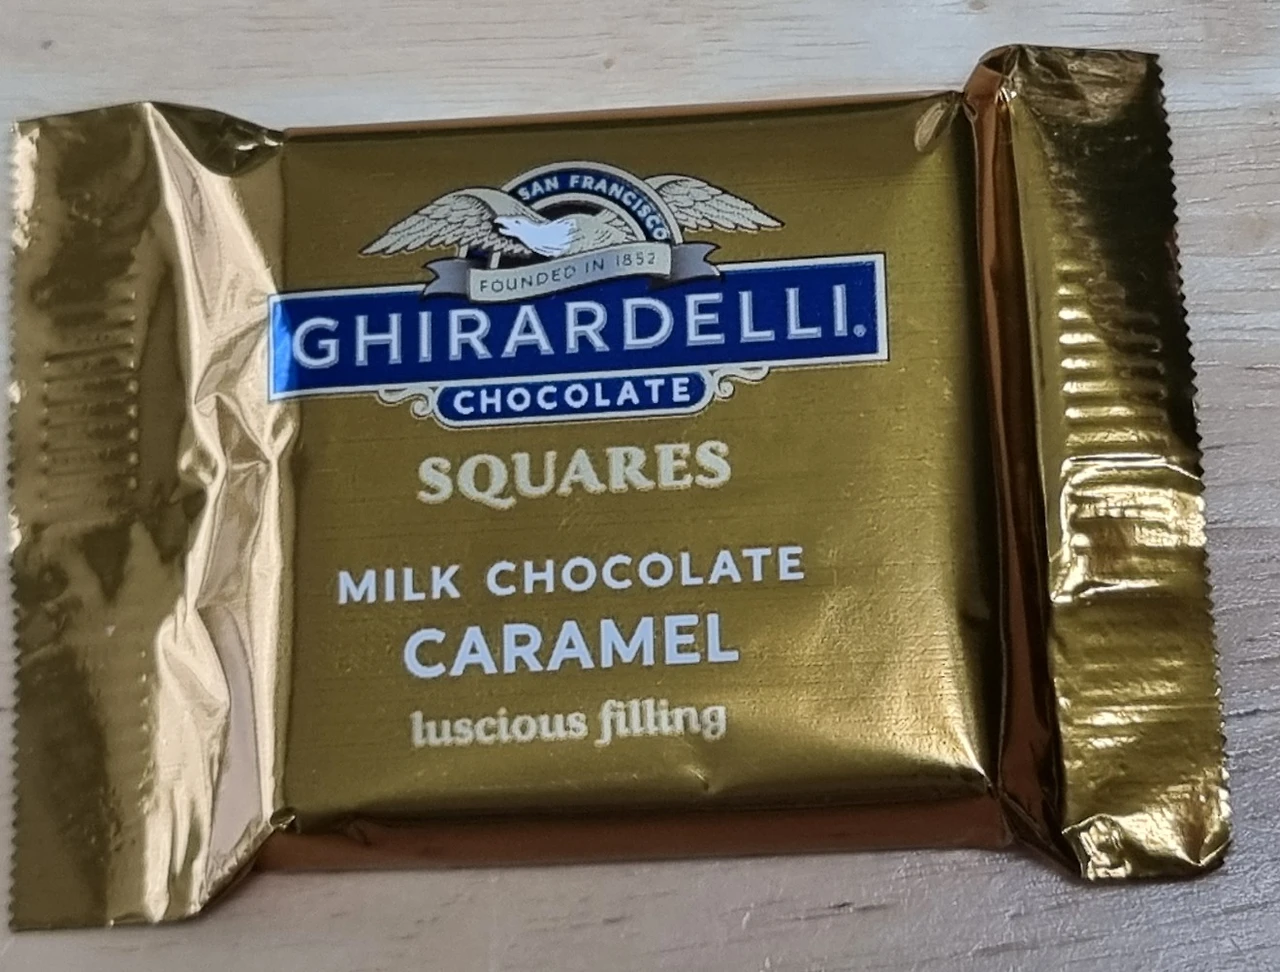 SAN FRANCISCO
FOUNDED IN 1852
GHIRARDELLI®
CHOCOLATE
SQUARES
MILK CHOCOLATE
CARAMEL
luscious filling